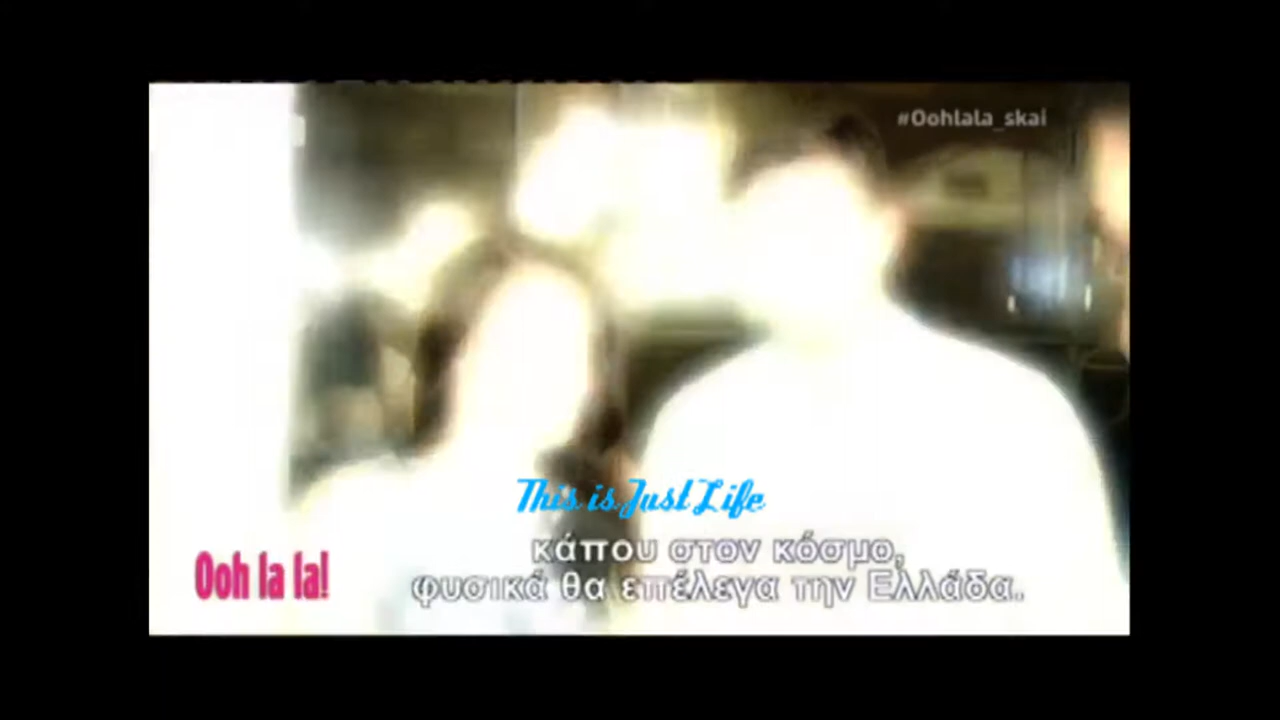 #Oohlala_skai
This is Just Life
κάπου στον κόσμο,
φυσικά θα επέλεγα την Ελλάδα.
Ooh la la!